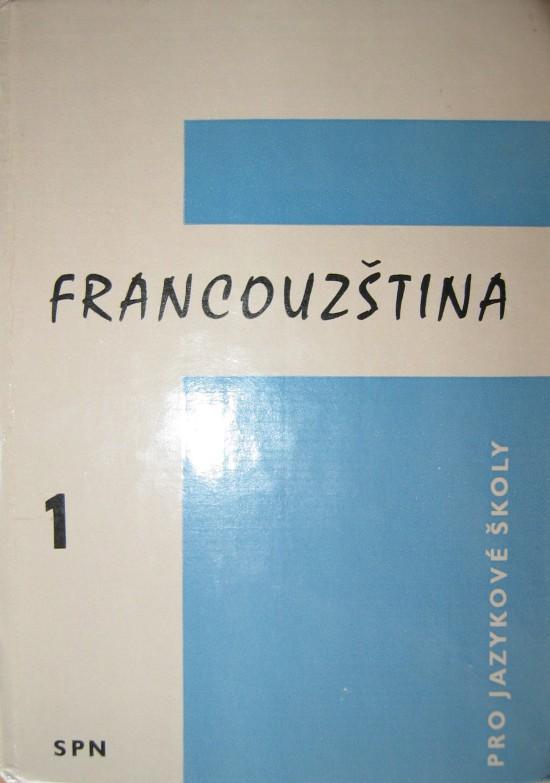 FRANCOUZŠTINA
1
PRO JAZYKOVÉ ŠKOLY
SPN